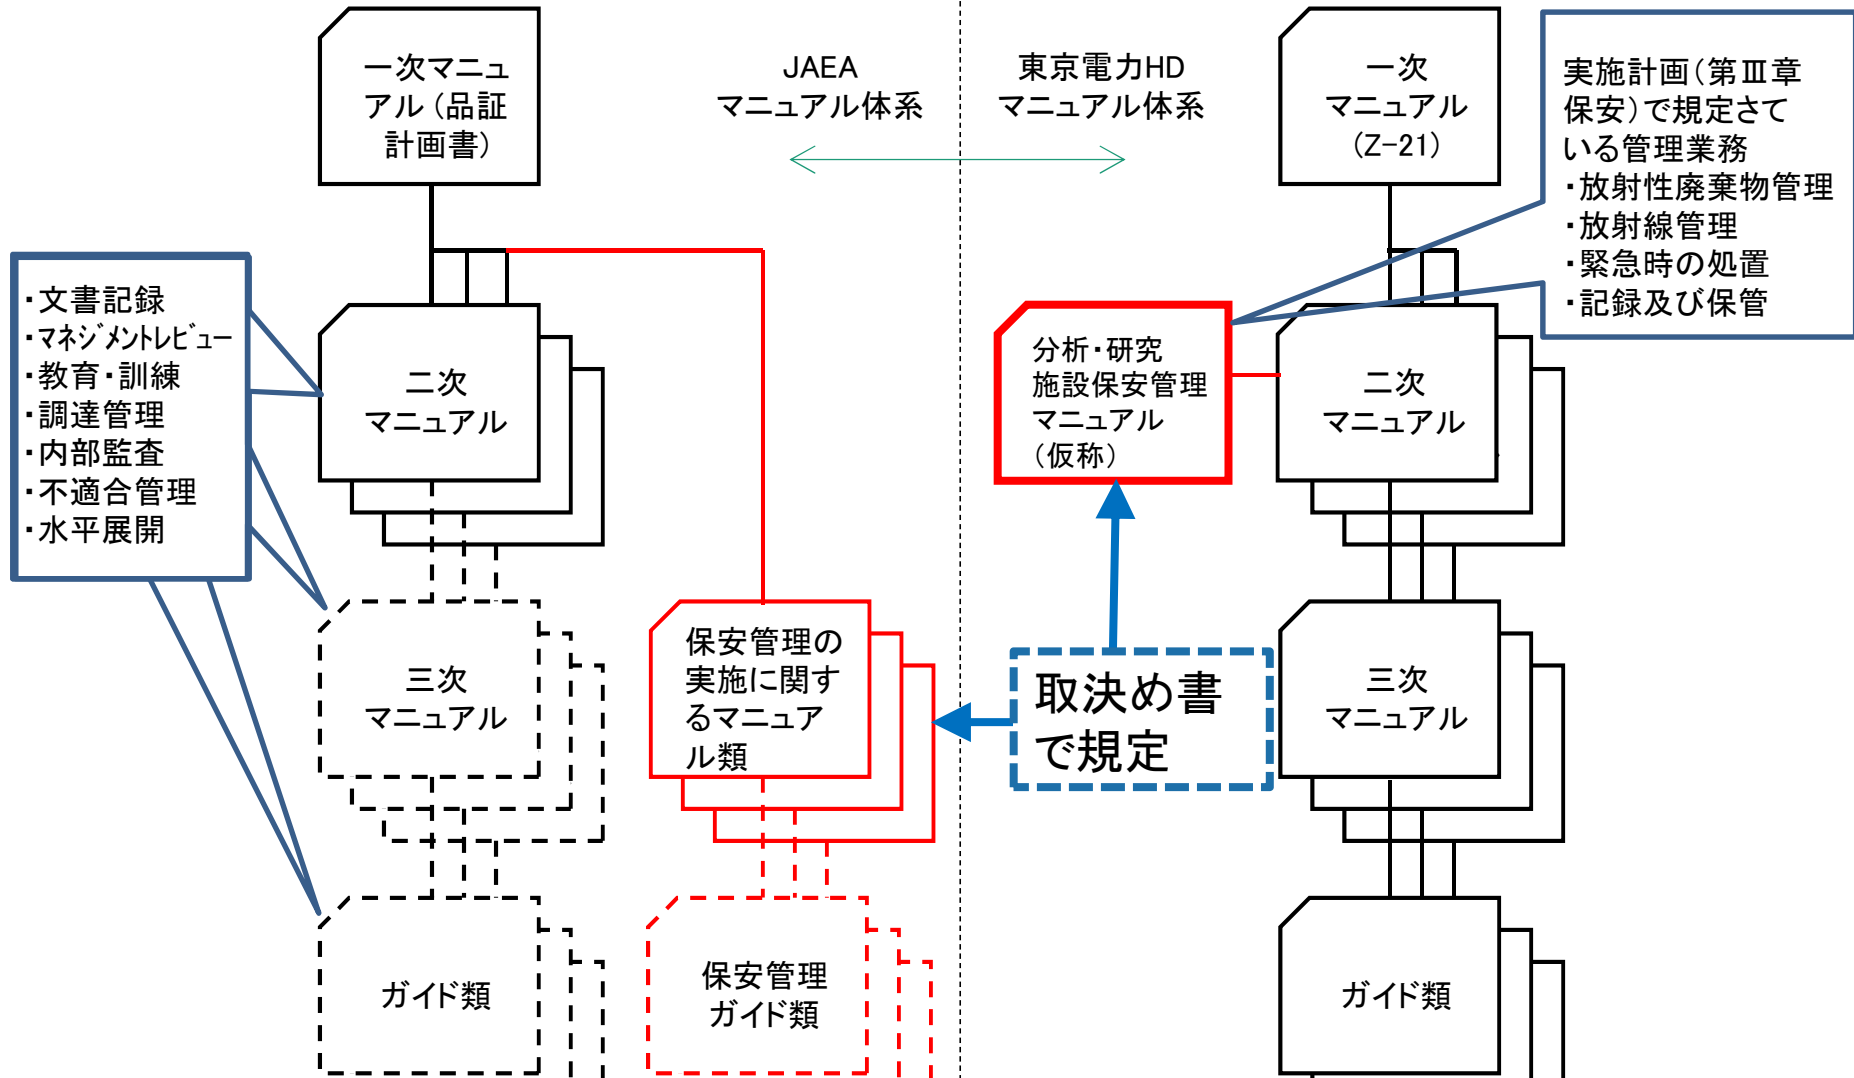 一次マニュ
アル（品証
計画書）
JAEA
マニュアル体系
東京電力HD
マニュアル体系
一次
マニュアル
（Z-21）
実施計画（第Ⅲ章
保安）で規定さて
いる管理業務
・放射性廃棄物管理
・放射線管理
・緊急時の処置
・記録及び保管
・文書記録
・マネジメントレビュー
・教育・訓練
・調達管理
・内部監査
・不適合管理
・水平展開
二次
マニュアル
分析・研究
施設保安管理
マニュアル
（仮称）
二次
マニュアル
三次
マニュアル
保安管理の
実施に関す
るマニュア
ル類
取決め書
で規定
三次
マニュアル
ガイド類
保安管理
ガイド類
ガイド類